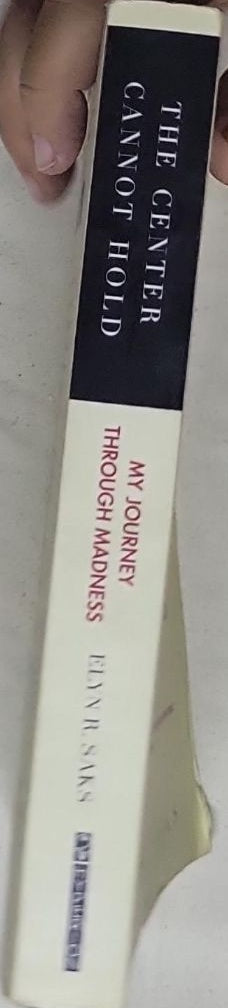 THE CENTER
CANNOT HOLD
MY JOURNEY
THROUGH MADNESS
ELYN R. SAKS